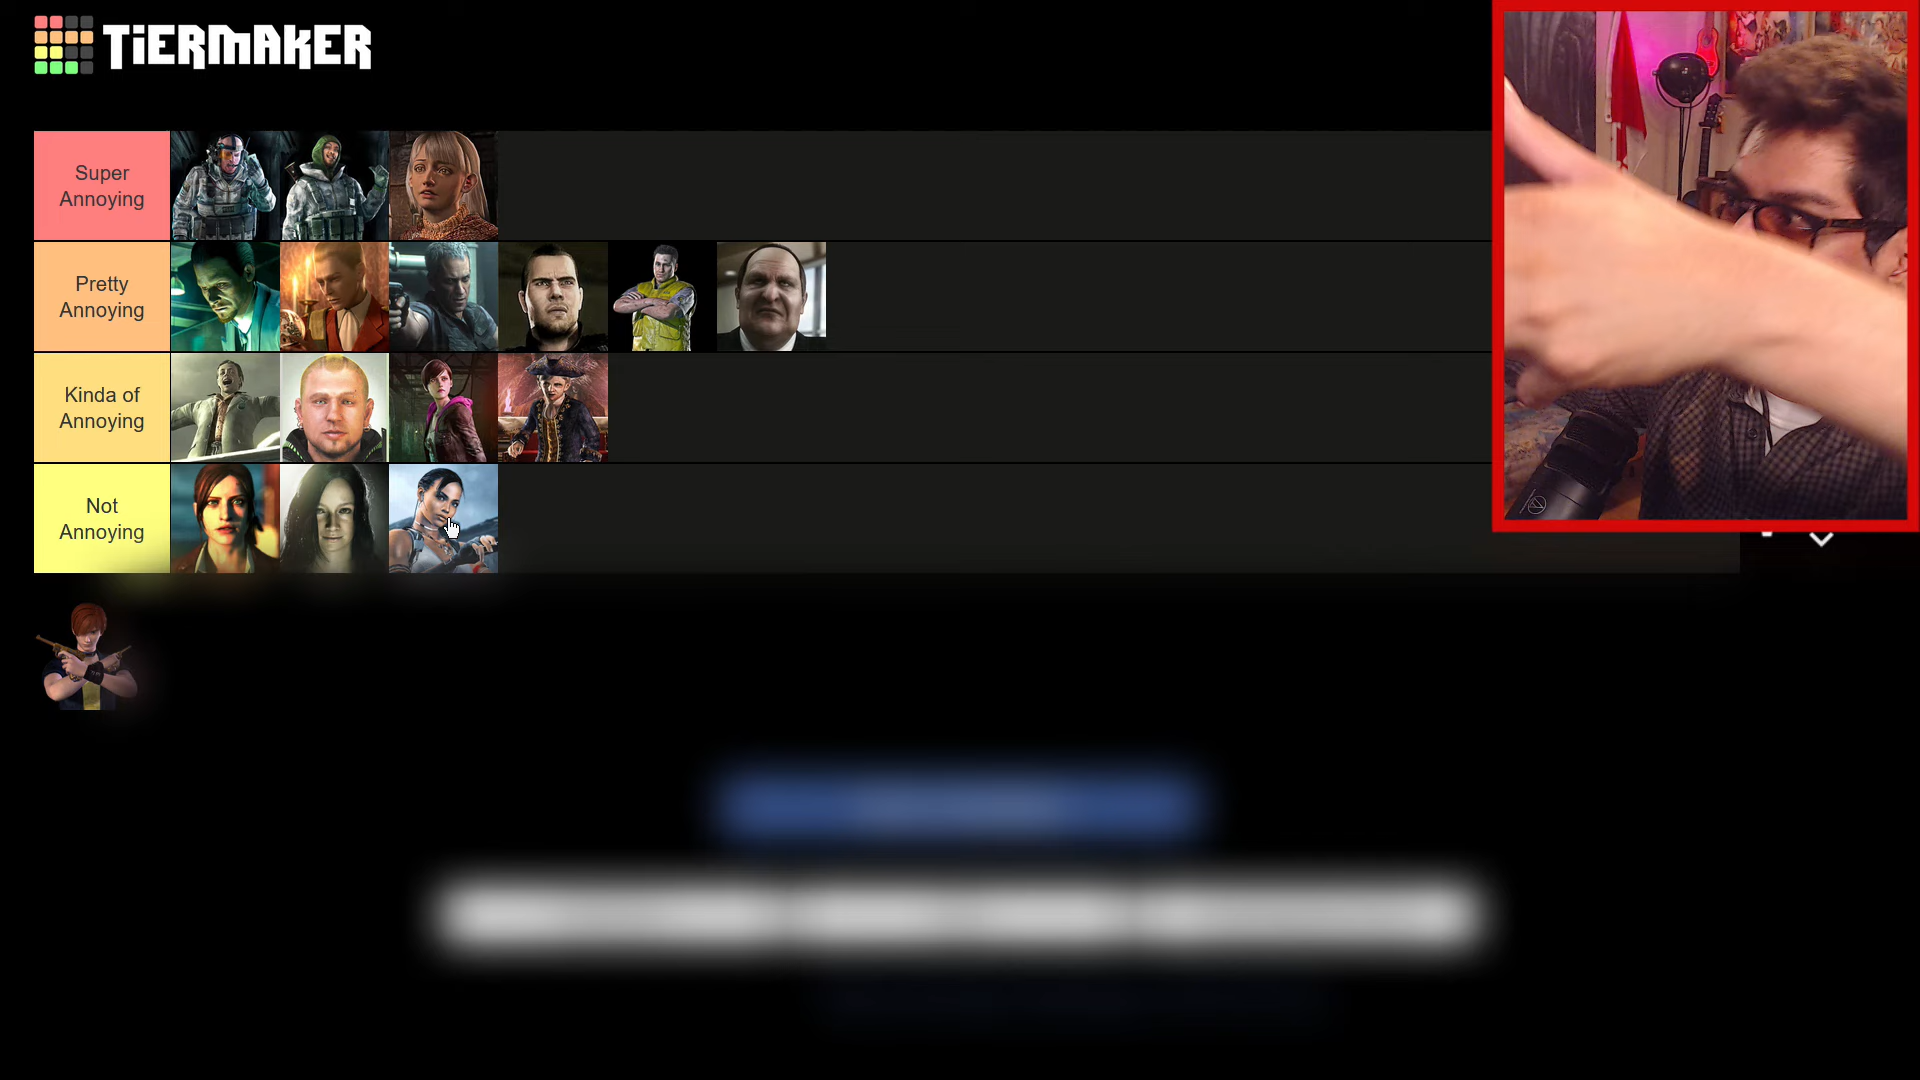 TiERMAKER
Super
Annoying
Pretty
Annoying
Kinda of
Annoying
Not
Annoying